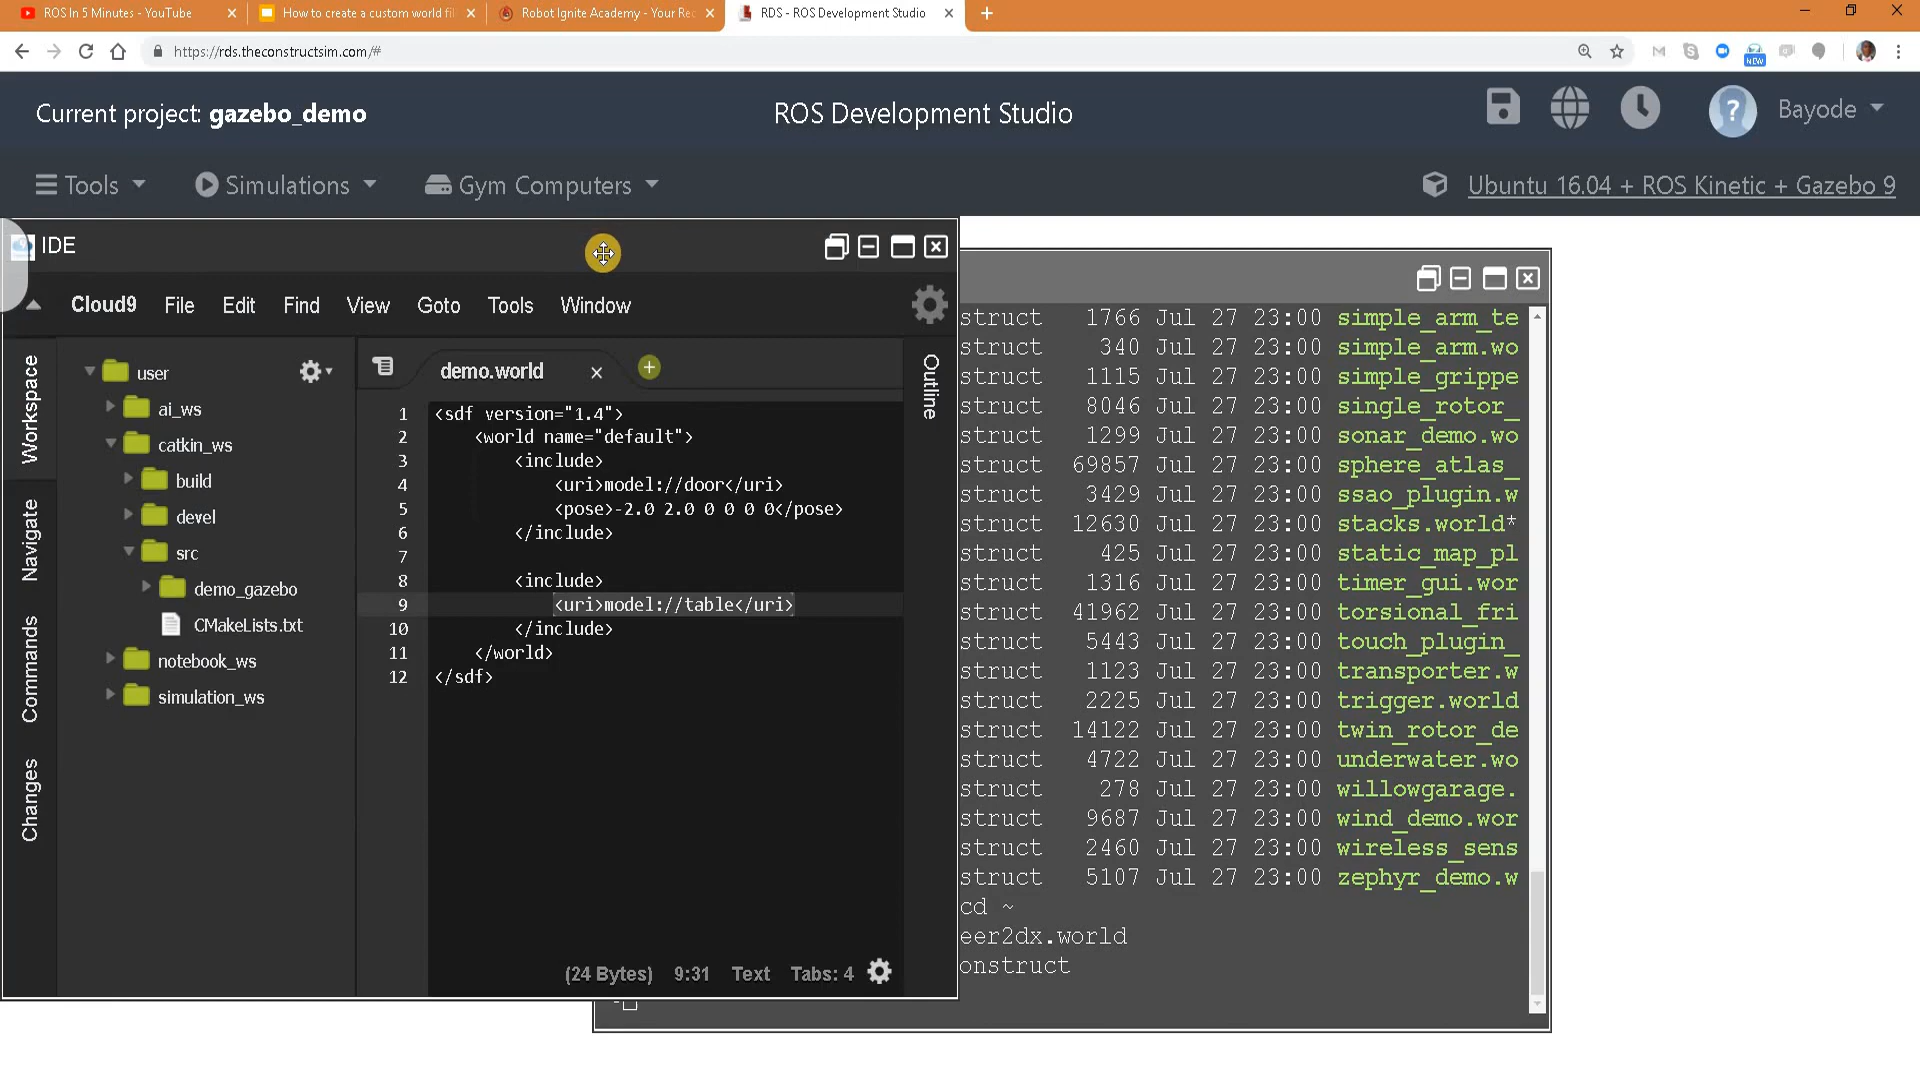 ROS In 5 Minutes - YouTube
How to create a custom world fil
Robot Ignite Academy - Your Rec
RDS - ROS Development Studio
https://rds.theconstructsim.com/#
NEW
Current project: gazebo_demo
ROS Development Studio
Bayode
Tools
Simulations
Gym Computers
Ubuntu 16.04 + ROS Kinetic + Gazebo 9
IDE
Cloud9 File Edit Find View Goto Tools Window
Workspace
Navigate
Commands
Changes
user
ai_ws
catkin_ws
build
devel
src
demo_gazebo
CMakeLists.txt
notebook_ws
simulation_ws
demo.world
Outline
1 <sdf version="1.4">
2 <world name="default">
3 <include>
4 <uri>model://door</uri>
5 <pose>-2.0 2.0 0 0 0 0</pose>
6 </include>
7
8 <include>
9 <uri>model://table</uri>
10 </include>
11 </world>
12 </sdf>
(24 Bytes) 9:31 Text Tabs: 4
struct 1766 Jul 27 23:00 simple_arm_te
struct 340 Jul 27 23:00 simple_arm.wo
struct 1115 Jul 27 23:00 simple_grippe
struct 8046 Jul 27 23:00 single_rotor_
struct 1299 Jul 27 23:00 sonar_demo.wo
struct 69857 Jul 27 23:00 sphere_atlas_
struct 3429 Jul 27 23:00 ssao_plugin.w
struct 12630 Jul 27 23:00 stacks.world*
struct 425 Jul 27 23:00 static_map_pl
struct 1316 Jul 27 23:00 timer_gui.wor
struct 41962 Jul 27 23:00 torsional_fri
struct 5443 Jul 27 23:00 touch_plugin_
struct 1123 Jul 27 23:00 transporter.w
struct 2225 Jul 27 23:00 trigger.world
struct 14122 Jul 27 23:00 twin_rotor_de
struct 4722 Jul 27 23:00 underwater.wo
struct 278 Jul 27 23:00 willowgarage.
struct 9687 Jul 27 23:00 wind_demo.wor
struct 2460 Jul 27 23:00 wireless_sens
struct 5107 Jul 27 23:00 zephyr_demo.w
cd ~
eer2dx.world
onstruct